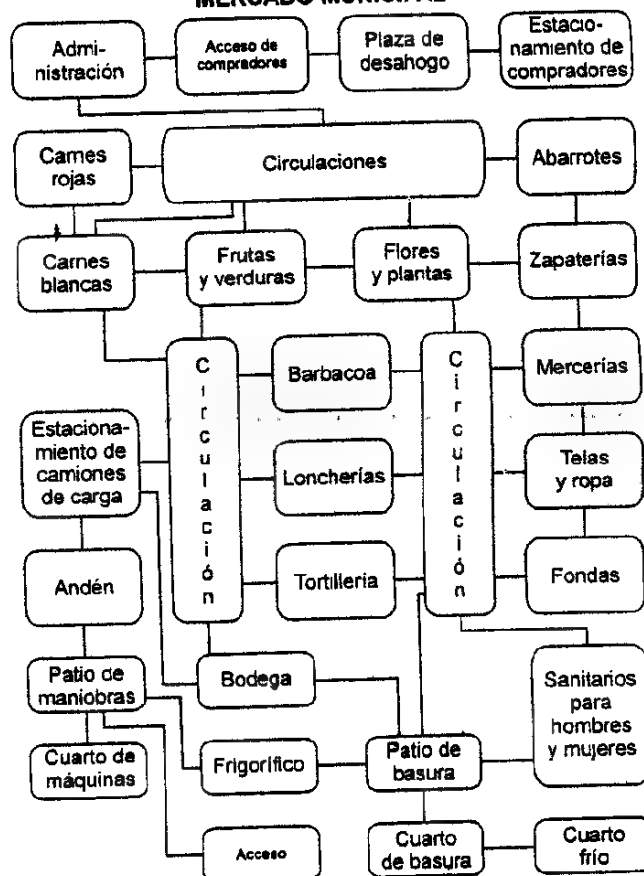 MERCADO MUNICIPAL
Admi-
nistración
Acceso de
compradores
Plaza de
desahogo
Estacio-
namiento de
compradores
Carnes
rojas
Circulaciones
Abarrotes
Carnes
blancas
Frutas
y verduras
Flores
y plantas
Zapaterías
Circulación
Barbacoa
Circulación
Mercerías
Estaciona-
miento de
camiones
de carga
Loncherías
Telas
y ropa
Andén
Tortillería
Fondas
Patio de
maniobras
Bodega
Sanitarios
para
hombres
y mujeres
Cuarto de
máquinas
Frigorífico
Patio de
basura
Acceso
Cuarto
de basura
Cuarto
frío